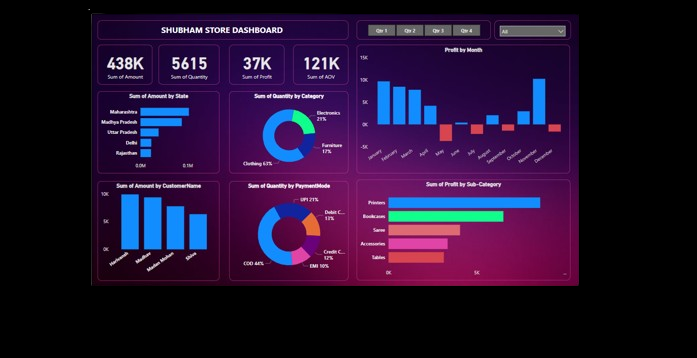 SHUBHAM STORE DASHBOARD
Qtr 1 Qtr 2 Qtr 3 Qtr 4
All
438K
Sum of Amount
5615
Sum of Quantity
37K
Sum of Profit
121K
Sum of AOV
Profit by Month
15K
10K
5K
0K
-5K
January
February
March
April
May
June
July
August
September
October
November
December
Sum of Amount by State
Maharashtra
Madhya Pradesh
Uttar Pradesh
Delhi
Rajasthan
0.0M 0.1M
Sum of Quantity by Category
Electronics
21%
Furniture
17%
Clothing 63%
Sum of Amount by CustomerName
10K
5K
0K
Harivansh
Madhav
Madan Mohan
Shiva
Sum of Quantity by PaymentMode
UPI 21%
Debit C...
13%
Credit C...
12%
EMI 10%
COD 44%
Sum of Profit by Sub-Category
Printers
Bookcases
Saree
Accessories
Tables
0K 5K